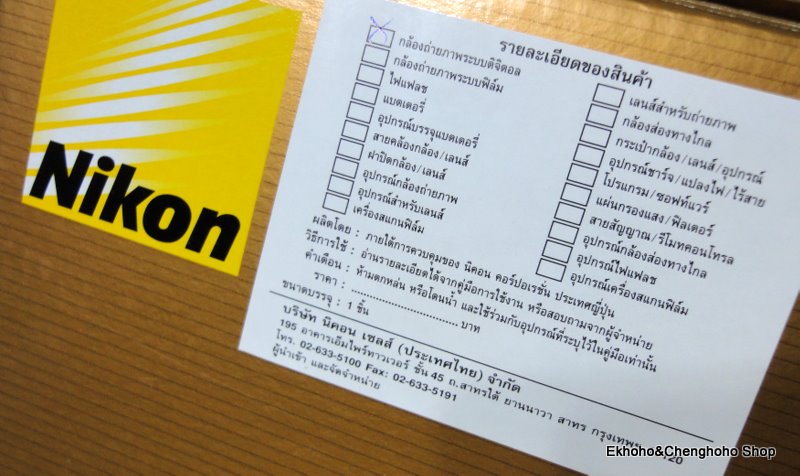 Nikon
รายละเอียดของสินค้า
กล้องถ่ายภาพระบบดิจิตอล
กล้องถ่ายภาพระบบฟิล์ม
ไฟแฟลช
แบตเตอรี่
อุปกรณ์บรรจุแบตเตอรี่
สายคล้องกล้อง/เลนส์
ฝาปิดกล้อง/เลนส์
อุปกรณ์กล้องถ่ายภาพ
อุปกรณ์สำหรับเลนส์
เครื่องสแกนฟิล์ม
เลนส์สำหรับถ่ายภาพ
กล้องส่องทางไกล
กระเป๋ากล้อง/เลนส์/อุปกรณ์
อุปกรณ์ชาร์จ/แปลงไฟ/ไร้สาย
โปรแกรม/ซอฟท์แวร์
แผ่นกรองแสง/ฟิลเตอร์
สายสัญญาณ/รีโมทคอนโทรล
อุปกรณ์กล้องส่องทางไกล
อุปกรณ์ไฟแฟลช
อุปกรณ์เครื่องสแกนฟิล์ม
ผลิตโดย : ภายใต้การควบคุมของ นิคอน คอร์ปอเรชั่น ประเทศญี่ปุ่น
วิธีการใช้ : อ่านรายละเอียดได้จากคู่มือการใช้งาน หรือสอบถามจากผู้จำหน่าย
คำเตือน : ห้ามตกหล่น หรือโดนน้ำ และใช้ร่วมกับอุปกรณ์ที่ระบุไว้ในคู่มือเท่านั้น
ราคา : .............................. บาท
ขนาดบรรจุ : 1 ชิ้น
บริษัท นิคอน เซลส์ (ประเทศไทย) จำกัด
195 อาคารเอ็มไพร์ทาวเวอร์ ชั้น 45 ถ.สาทรใต้ ยานนาวา สาทร กรุงเทพฯ
โทร. 02-633-5100 Fax: 02-633-5191
ผู้นำเข้า และจัดจำหน่าย
Ekhoho&Chenghoho Shop